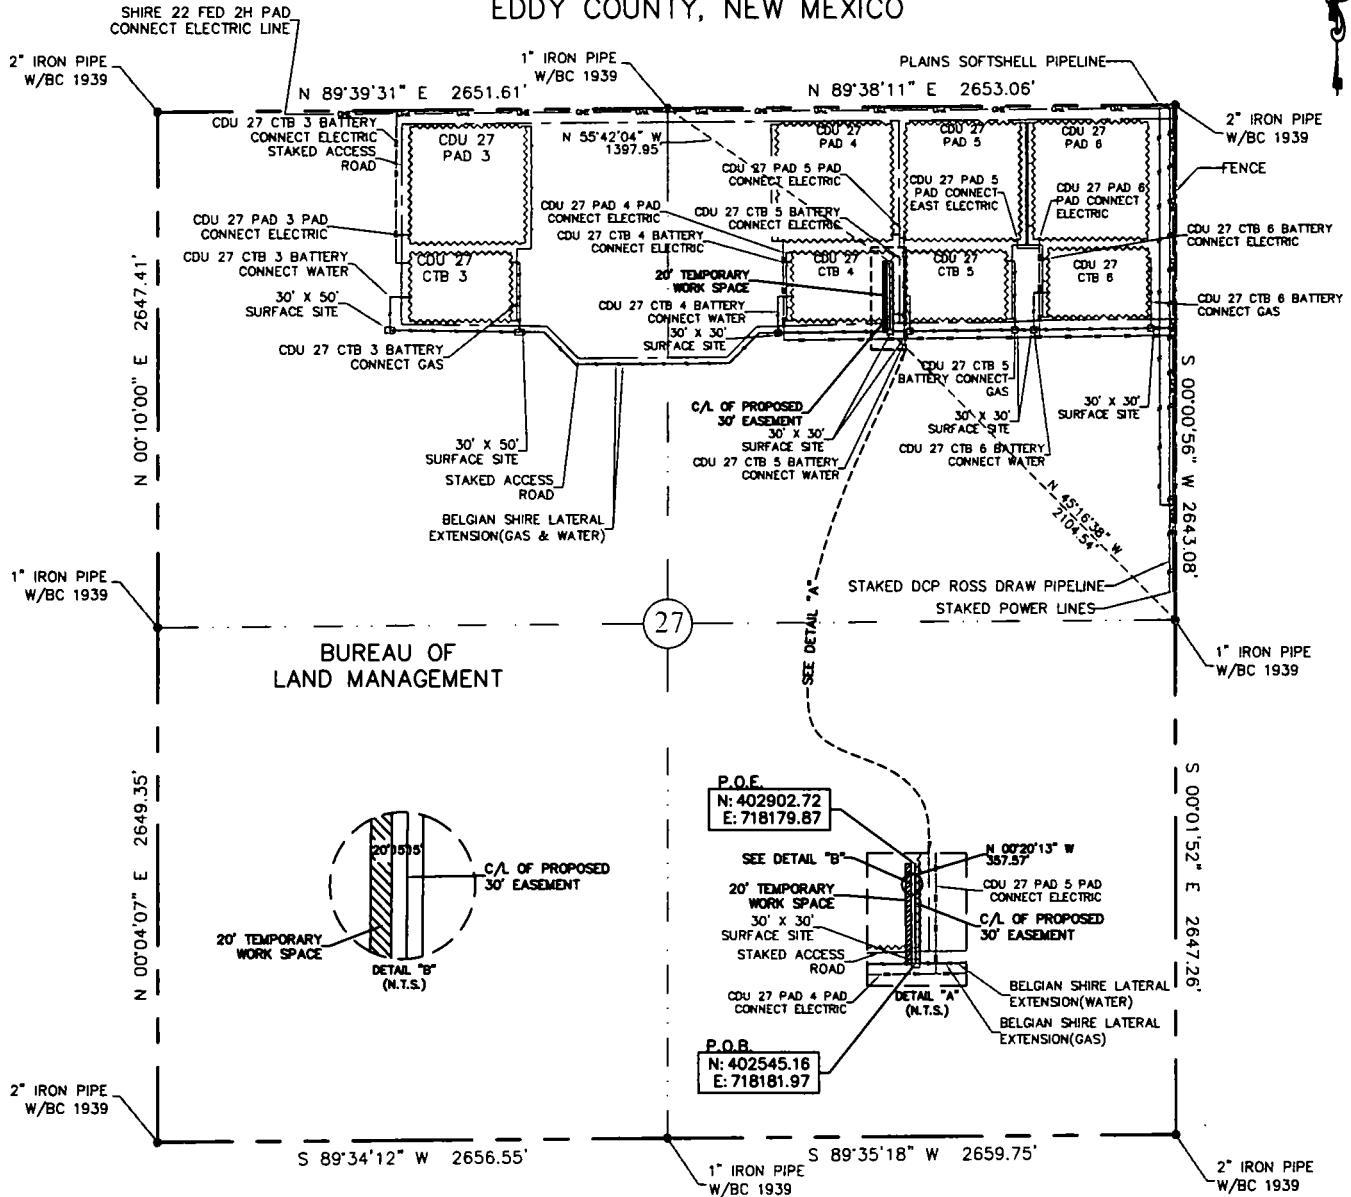 EDDY COUNTY, NEW MEXICO
SHIRE 22 FED 2H PAD
CONNECT ELECTRIC LINE
2" IRON PIPE
W/BC 1939
1" IRON PIPE
W/BC 1939
PLAINS SOFTSHELL PIPELINE
N 89°39'31" E 2651.61'
N 89°38'11" E 2653.06'
2" IRON PIPE
W/BC 1939
FENCE
CDU 27 CTB 3 BATTERY
CONNECT ELECTRIC
STAKED ACCESS
ROAD
CDU 27
PAD 3
N 55°42'04" W
1397.95
CDU 27
PAD 4
CDU 27
PAD 5
CDU 27
PAD 6
CDU 27 PAD 5 PAD
CONNECT ELECTRIC
CDU 27 PAD 5
PAD CONNECT
EAST ELECTRIC
CDU 27 PAD 6
PAD CONNECT
ELECTRIC
CDU 27 PAD 3 PAD
CONNECT ELECTRIC
CDU 27 PAD 4 PAD
CONNECT ELECTRIC
CDU 27 CTB 5 BATTERY
CONNECT ELECTRIC
CDU 27 CTB 4 BATTERY
CONNECT ELECTRIC
CDU 27 CTB 6 BATTERY
CONNECT ELECTRIC
CDU 27 CTB 3 BATTERY
CONNECT WATER
CDU 27
CTB 3
20' TEMPORARY
WORK SPACE
CDU 27
CTB 4
CDU 27
CTB 5
CDU 27
CTB 6
30' X 50'
SURFACE SITE
CDU 27 CTB 4 BATTERY
CONNECT WATER
CDU 27 CTB 6 BATTERY
CONNECT GAS
30' X 30'
SURFACE SITE
CDU 27 CTB 3 BATTERY
CONNECT GAS
CDU 27 CTB 5
BATTERY CONNECT
GAS
N 00°10'00" E 2647.41'
S 00°00'56" W 2643.08'
C/L OF PROPOSED
30' EASEMENT
30' X 30'
SURFACE SITE
30' X 30'
SURFACE SITE
30' X 30'
SURFACE SITE
30' X 50'
SURFACE SITE
CDU 27 CTB 5 BATTERY
CONNECT WATER
CDU 27 CTB 6 BATTERY
CONNECT WATER
STAKED ACCESS
ROAD
N 45°16'38" W
2104.54'
BELGIAN SHIRE LATERAL
EXTENSION(GAS & WATER)
1" IRON PIPE
W/BC 1939
SEE DETAIL "A"
STAKED DCP ROSS DRAW PIPELINE
STAKED POWER LINES
27
BUREAU OF
LAND MANAGEMENT
1" IRON PIPE
W/BC 1939
N 00°04'07" E 2649.35'
S 00°01'52" E 2647.26'
P.O.E.
N: 402902.72
E: 718179.87
20'15'15'
C/L OF PROPOSED
30' EASEMENT
20' TEMPORARY
WORK SPACE
DETAIL "B"
(N.T.S.)
N 00°20'13" W
357.57'
SEE DETAIL "B"
CDU 27 PAD 5 PAD
CONNECT ELECTRIC
20' TEMPORARY
WORK SPACE
C/L OF PROPOSED
30' EASEMENT
30' X 30'
SURFACE SITE
STAKED ACCESS
ROAD
CDU 27 PAD 4 PAD
CONNECT ELECTRIC
DETAIL "A"
(N.T.S.)
BELGIAN SHIRE LATERAL
EXTENSION(WATER)
BELGIAN SHIRE LATERAL
EXTENSION(GAS)
P.O.B.
N: 402545.16
E: 718181.97
2" IRON PIPE
W/BC 1939
S 89°34'12" W 2656.55'
S 89°35'18" W 2659.75'
1" IRON PIPE
W/BC 1939
2" IRON PIPE
W/BC 1939